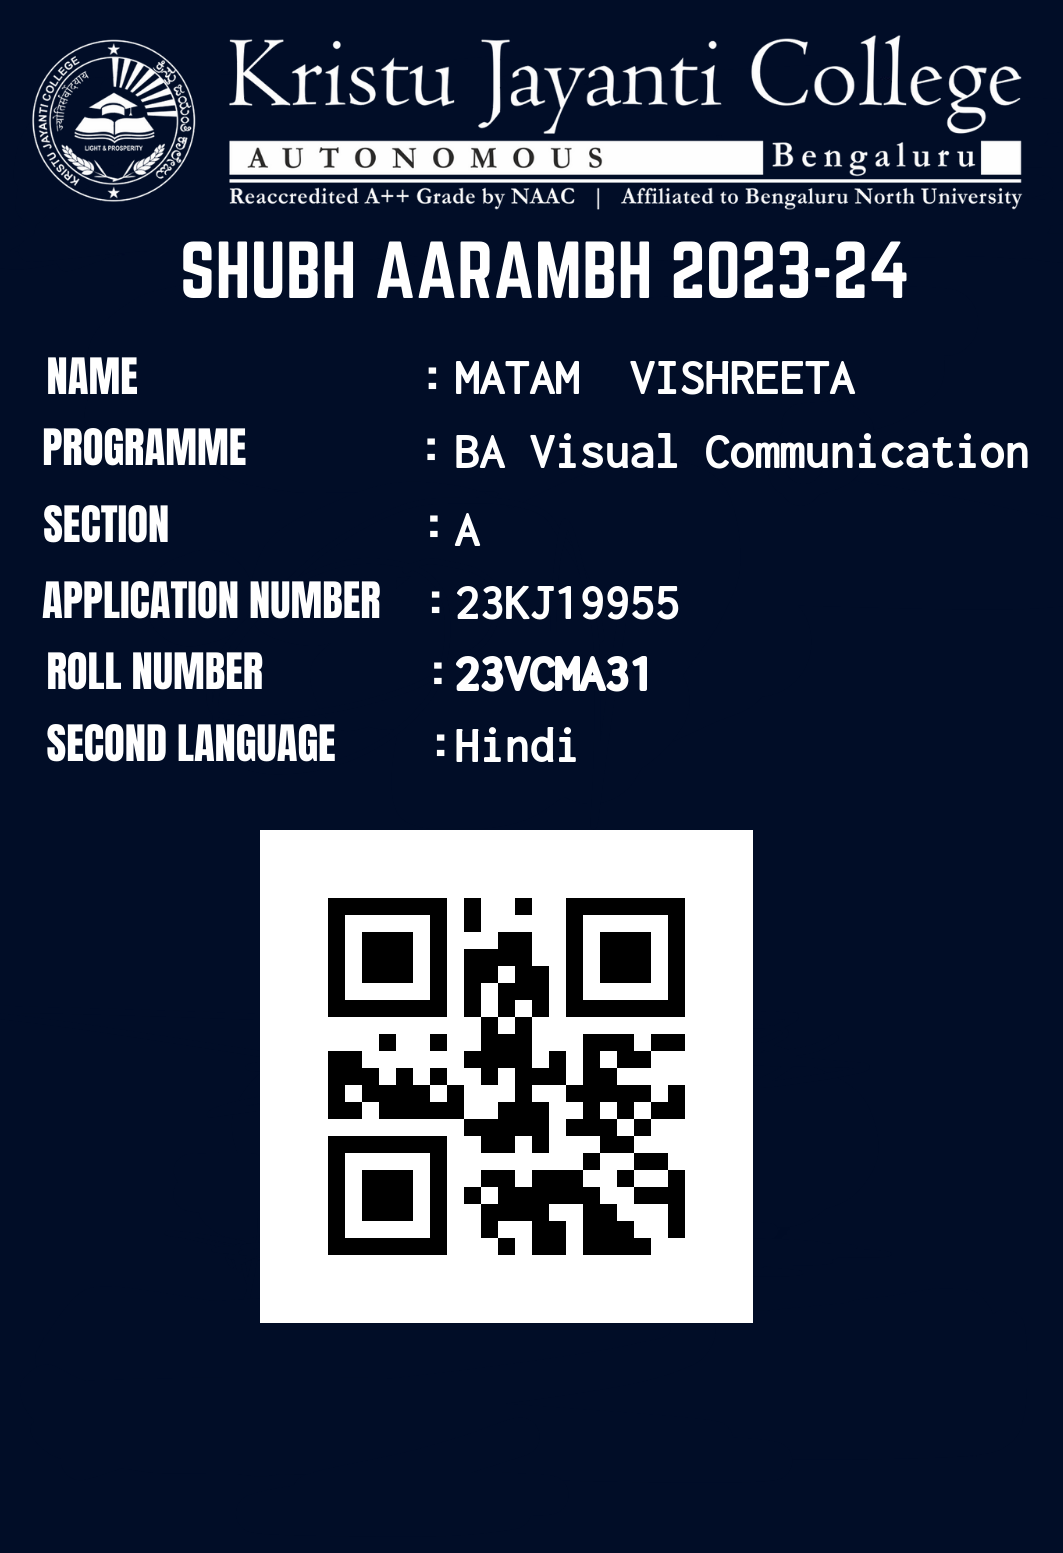 Kristu Jayanti College
AUTONOMOUS Bengaluru
Reaccredited A++ Grade by NAAC | Affiliated to Bengaluru North University
KRISTU JAYANTI COLLEGE
LIGHT & PROSPERITY
SHUBH AARAMBH 2023-24
NAME : MATAM VISHREETA
PROGRAMME : BA Visual Communication
SECTION : A
APPLICATION NUMBER : 23KJ19955
ROLL NUMBER : 23VCMA31
SECOND LANGUAGE : Hindi